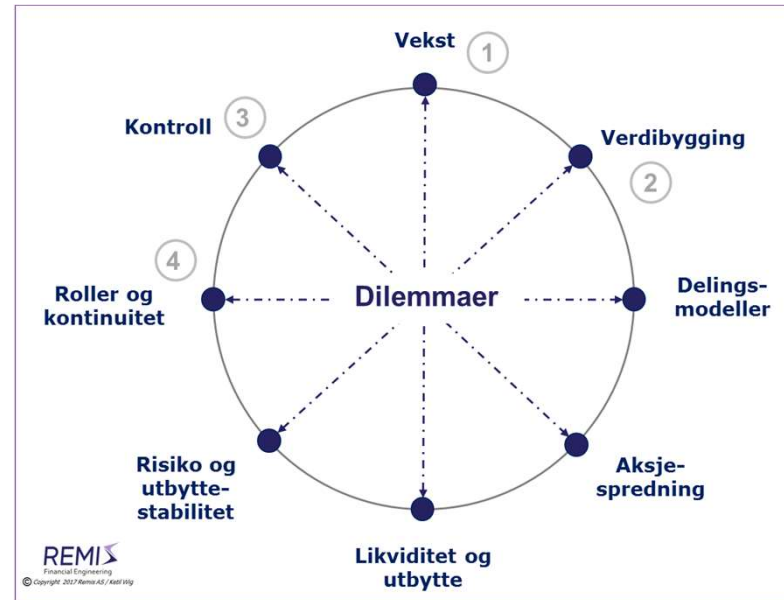 Vekst
1
Kontroll
3
Verdibygging
2
4
Roller og
kontinuitet
Dilemmaer
Delings-
modeller
Risiko og
utbytte-
stabilitet
Aksje-
spredning
Likviditet og
utbytte
REMIS
Financial Engineering
© Copyright 2017 Remis AS / Ketil Wig